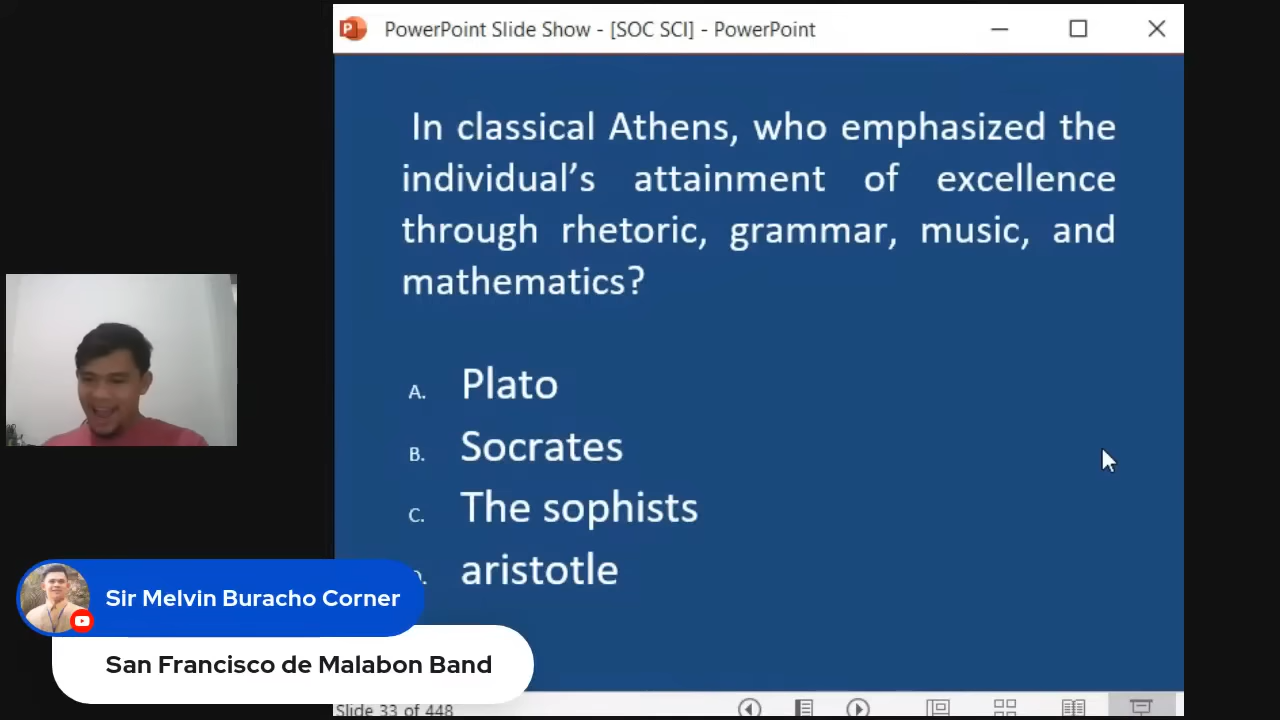 PowerPoint Slide Show - [SOC SCI] - PowerPoint
In classical Athens, who emphasized the
individual’s attainment of excellence
through rhetoric, grammar, music, and
mathematics?
A. Plato
B. Socrates
C. The sophists
D. aristotle
Sir Melvin Buracho Corner
San Francisco de Malabon Band
Slide 33 of 448